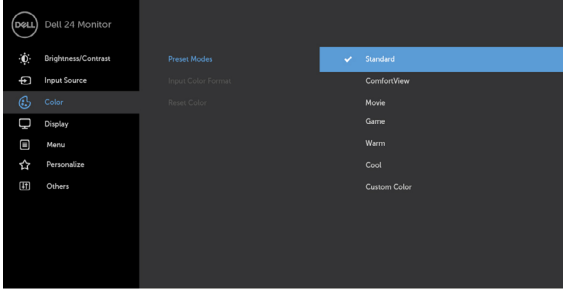 DELL Dell 24 Monitor
Brightness/Contrast Preset Modes Standard
Input Source Input Color Format ComfortView
Color Reset Color Movie
Display Game
Menu Warm
Personalize Cool
Others Custom Color